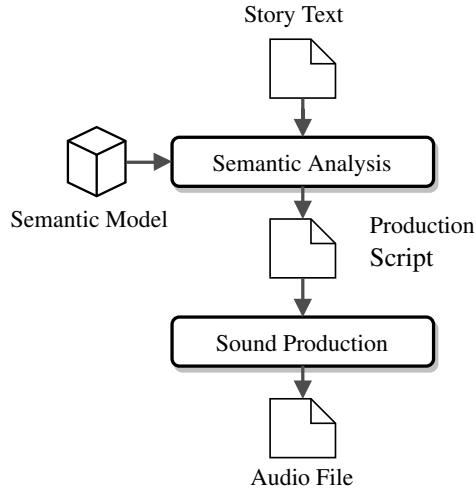 Story Text
Semantic Analysis
Semantic Model
Production
Script
Sound Production
Audio File